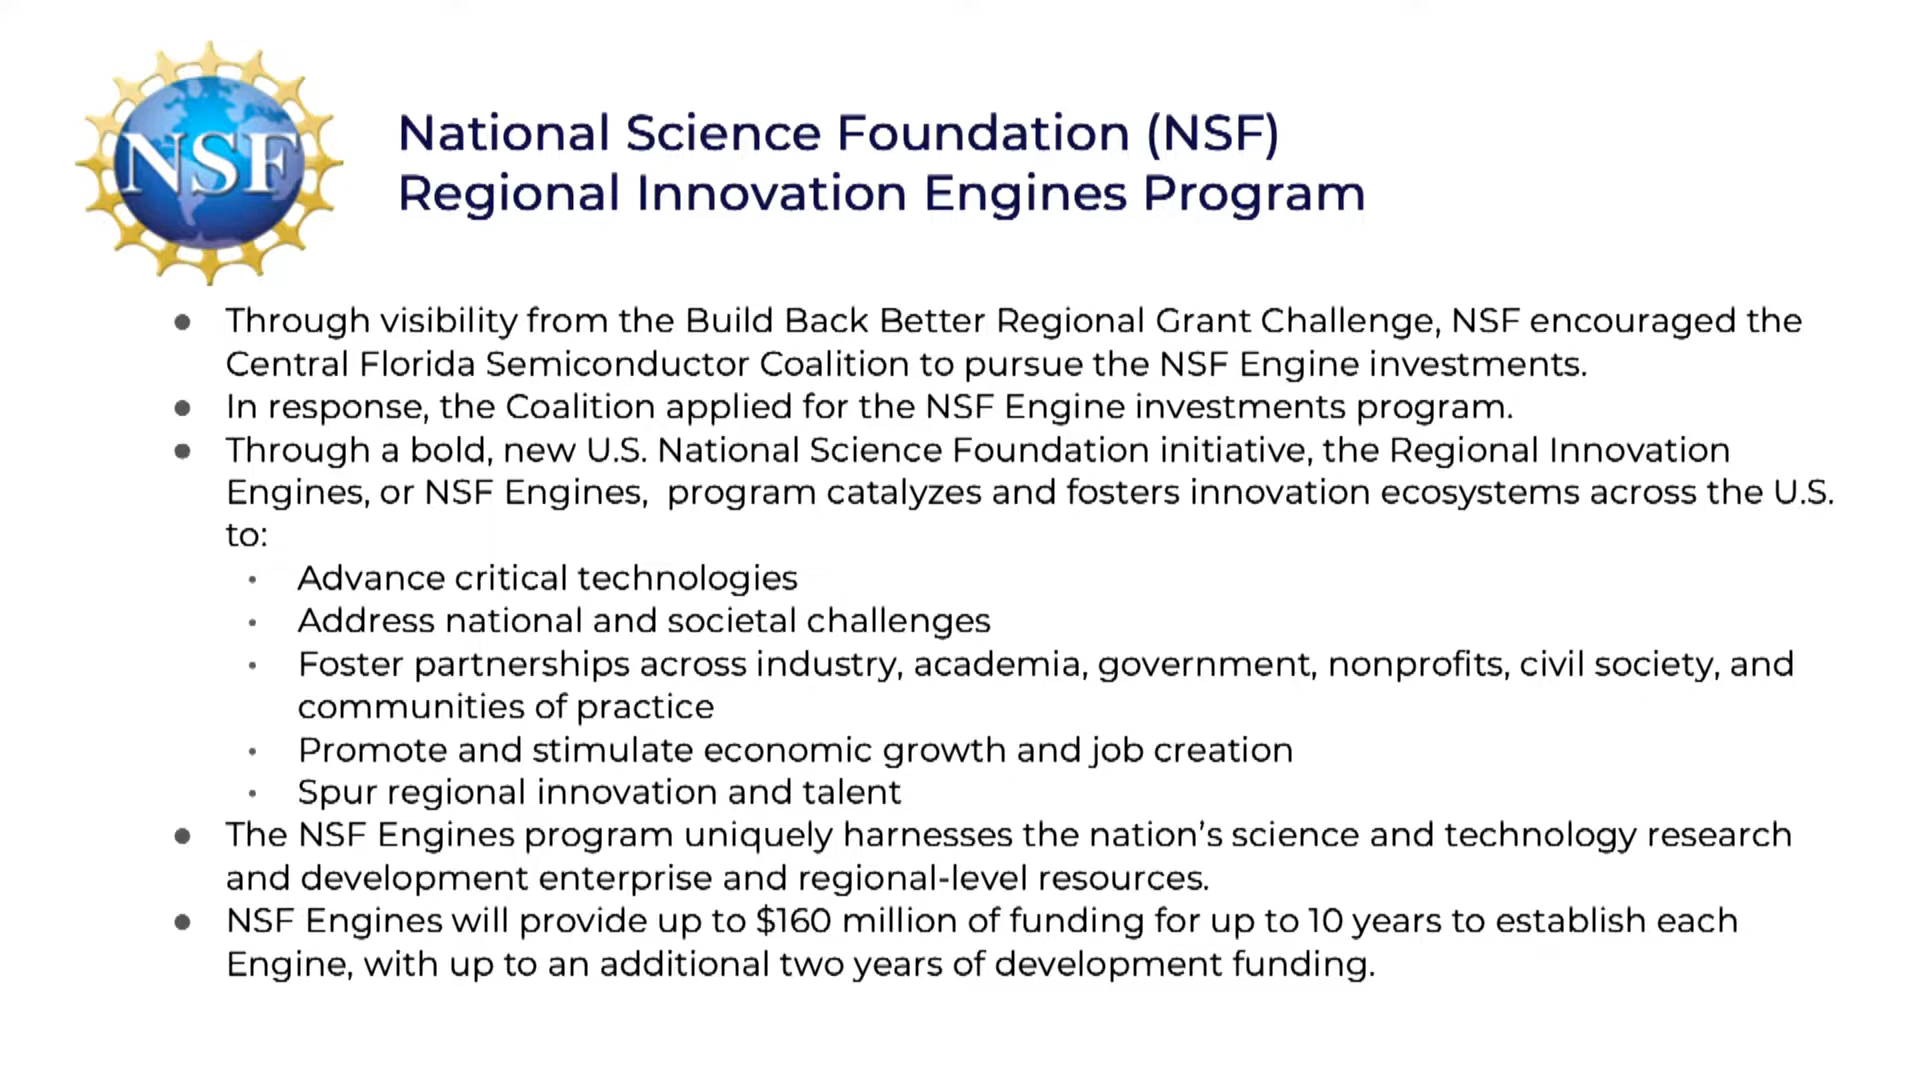 NSF
National Science Foundation (NSF)
Regional Innovation Engines Program
● Through visibility from the Build Back Better Regional Grant Challenge, NSF encouraged the
Central Florida Semiconductor Coalition to pursue the NSF Engine investments.
● In response, the Coalition applied for the NSF Engine investments program.
● Through a bold, new U.S. National Science Foundation initiative, the Regional Innovation
Engines, or NSF Engines,  program catalyzes and fosters innovation ecosystems across the U.S.
to:
• Advance critical technologies
• Address national and societal challenges
• Foster partnerships across industry, academia, government, nonprofits, civil society, and
communities of practice
• Promote and stimulate economic growth and job creation
• Spur regional innovation and talent
● The NSF Engines program uniquely harnesses the nation’s science and technology research
and development enterprise and regional-level resources.
● NSF Engines will provide up to $160 million of funding for up to 10 years to establish each
Engine, with up to an additional two years of development funding.